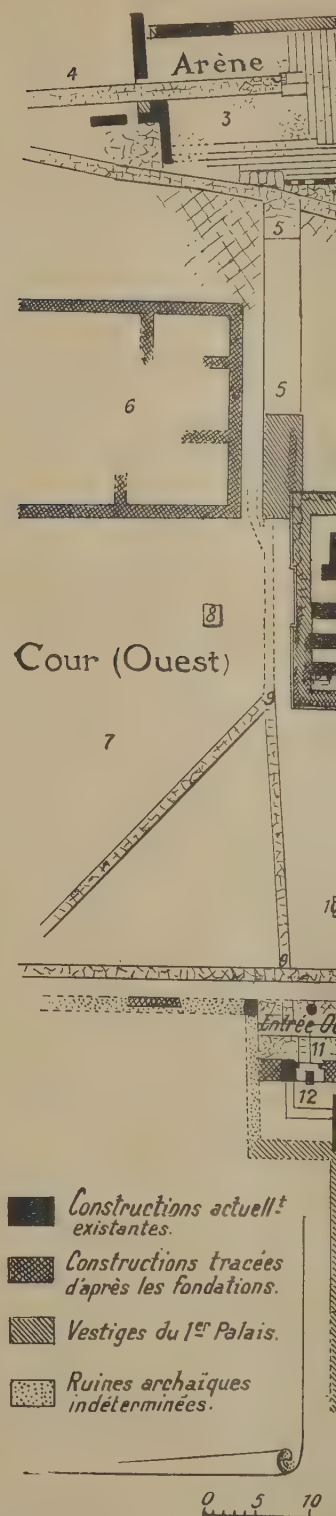 Arène
4
3
5
5
6
8
Cour (Ouest)
9
7
9
Entrée
11
12
Constructions actuell.t
existantes.
Constructions tracées
d'après les fondations.
Vestiges du 1er Palais.
Ruines archaïques
indéterminées.
0 5 10